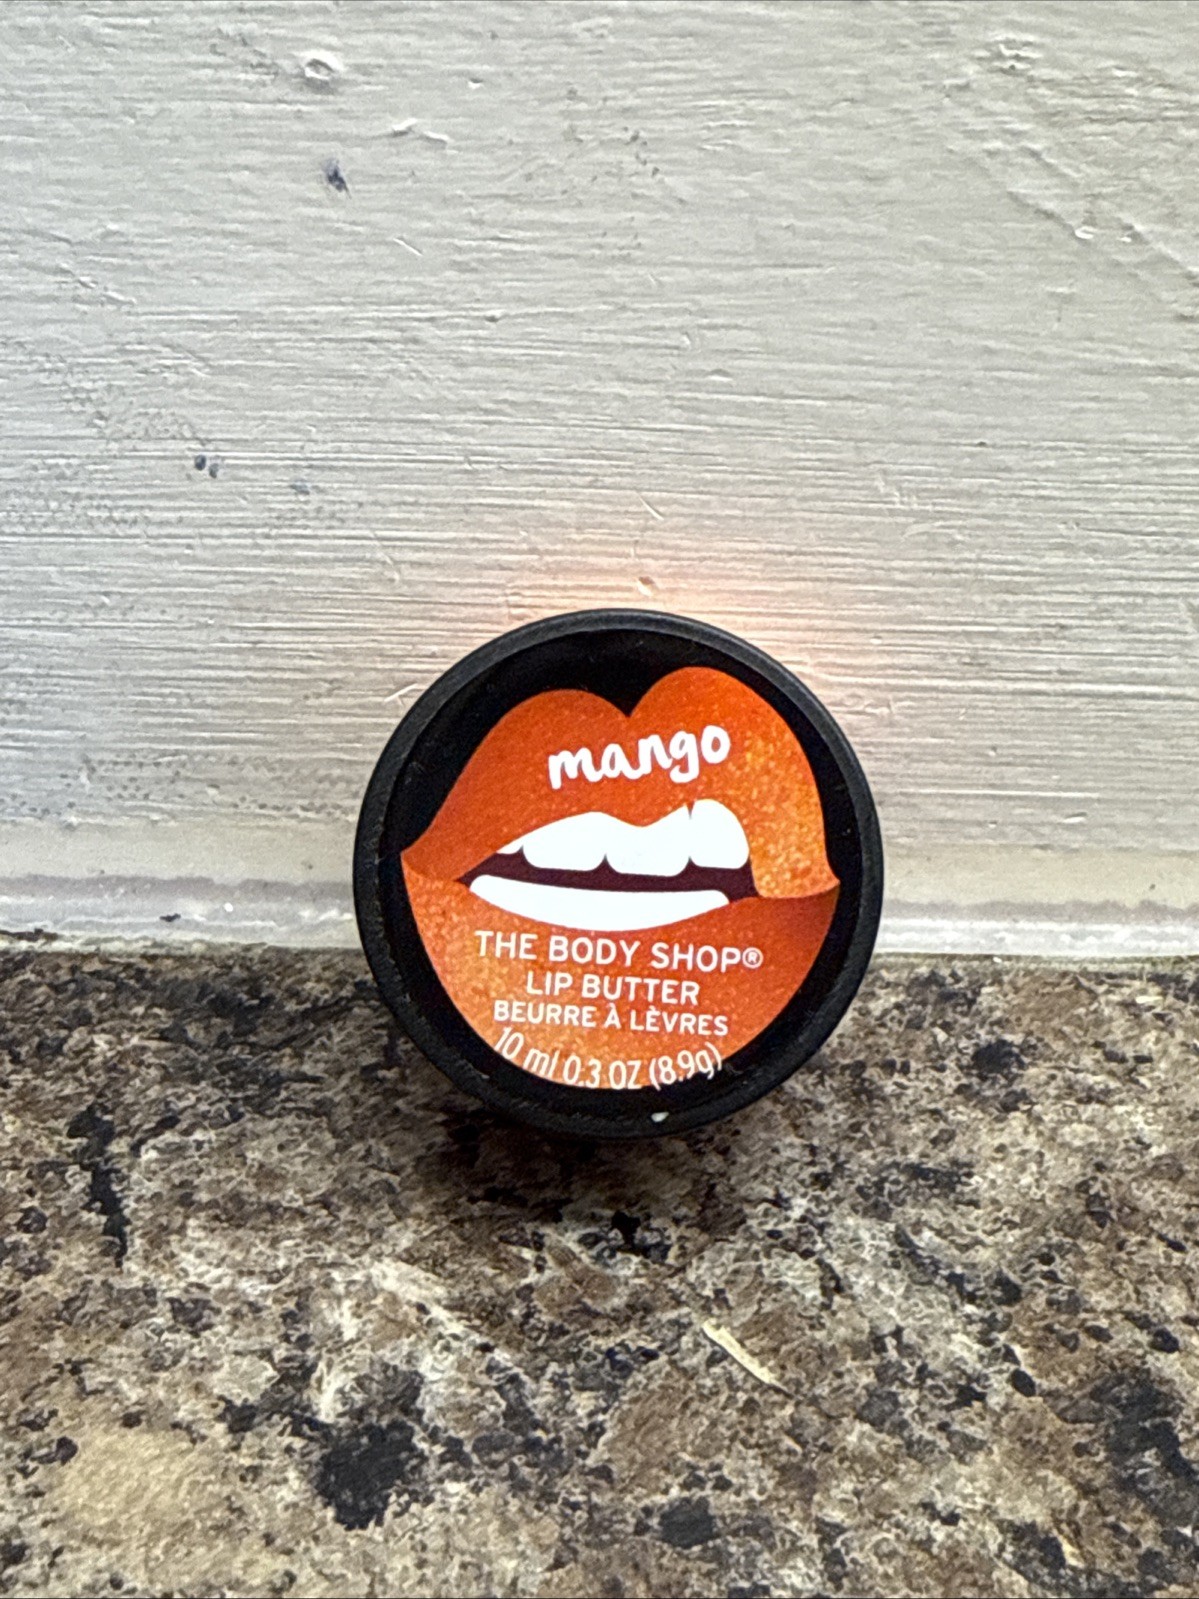 mango
THE BODY SHOP®
LIP BUTTER
BEURRE À LÈVRES
10 ml 0.3 OZ (8.9g)